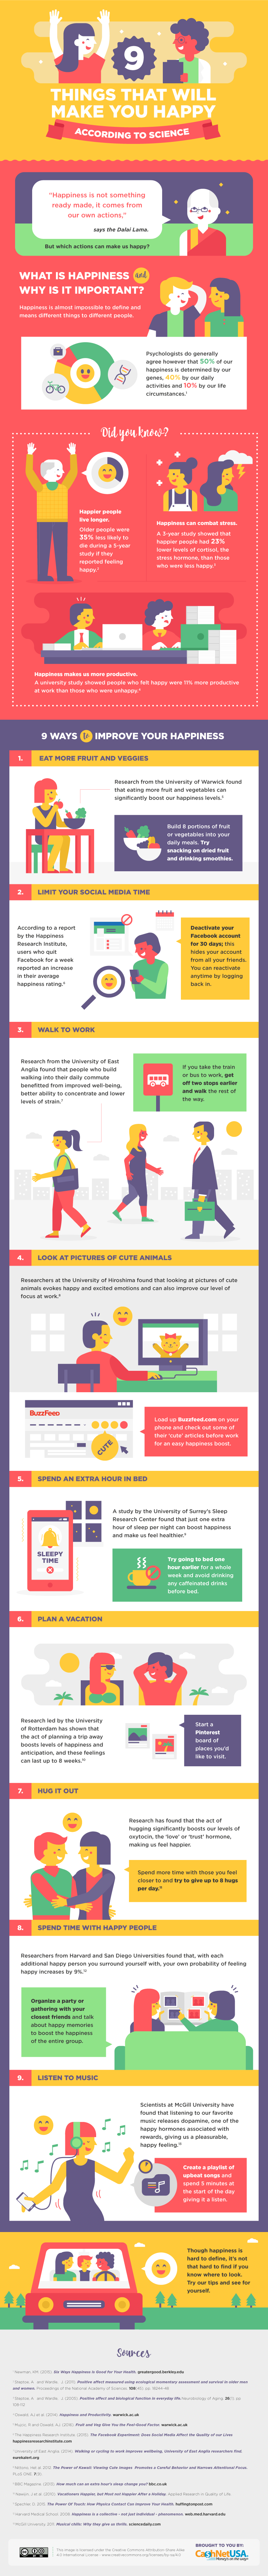 9
THINGS THAT WILL
MAKE YOU HAPPY
ACCORDING TO SCIENCE
“Happiness is not something
ready made, it comes from
our own actions,”
says the Dalai Lama.
But which actions can make us happy?
WHAT IS HAPPINESS and
WHY IS IT IMPORTANT?
Happiness is almost impossible to define and
means different things to different people.
Psychologists do generally
agree however that 50% of our
happiness is determined by our
genes, 40% by our daily
activities and 10% by our life
circumstances.¹
Did you know?
Happier people
live longer.
Older people were
35% less likely to
die during a 5-year
study if they
reported feeling
happy.²
Happiness can combat stress.
A 3-year study showed that
happier people had 23%
lower levels of cortisol, the
stress hormone, than those
who were less happy.³
Happiness makes us more productive.
A university study showed people who felt happy were 11% more productive
at work than those who were unhappy.⁴
9 WAYS to IMPROVE YOUR HAPPINESS
1. EAT MORE FRUIT AND VEGGIES
Research from the University of Warwick found
that eating more fruit and vegetables can
significantly boost our happiness levels.⁵
Build 8 portions of fruit
or vegetables into your
daily meals. Try
snacking on dried fruit
and drinking smoothies.
2. LIMIT YOUR SOCIAL MEDIA TIME
According to a report
by the Happiness
Research Institute,
users who quit
Facebook for a week
reported an increase
in their average
happiness rating.⁶
Deactivate your
Facebook account
for 30 days; this
hides your account
from all your friends.
You can reactivate
anytime by logging
back in.
3. WALK TO WORK
Research from the University of East
Anglia found that people who build
walking into their daily commute
benefitted from improved well-being,
better ability to concentrate and lower
levels of strain.⁷
If you take the train
or bus to work, get
off two stops earlier
and walk the rest of
the way.
4. LOOK AT PICTURES OF CUTE ANIMALS
Researchers at the University of Hiroshima found that looking at pictures of cute
animals evokes happy and excited emotions and can also improve our level of
focus at work.⁸
BuzzFeed
CUTE
Load up Buzzfeed.com on your
phone and check out some of
their ‘cute’ articles before work
for an easy happiness boost.
5. SPEND AN EXTRA HOUR IN BED
A study by the University of Surrey’s Sleep
Research Center found that just one extra
hour of sleep per night can boost happiness
and make us feel healthier.⁹
SLEEPY
TIME
Try going to bed one
hour earlier for a whole
week and avoid drinking
any caffeinated drinks
before bed.
6. PLAN A VACATION
Research led by the University
of Rotterdam has shown that
the act of planning a trip away
boosts levels of happiness and
anticipation, and these feelings
can last up to 8 weeks.¹⁰
Start a
Pinterest
board of
places you’d
like to visit.
7. HUG IT OUT
Research has found that the act of
hugging significantly boosts our levels of
oxytocin, the ‘love’ or ‘trust’ hormone,
making us feel happier.
Spend more time with those you feel
closer to and try to give up to 8 hugs
per day.¹¹
8. SPEND TIME WITH HAPPY PEOPLE
Researchers from Harvard and San Diego Universities found that, with each
additional happy person you surround yourself with, your own probability of feeling
happy increases by 9%.¹²
Organize a party or
gathering with your
closest friends and talk
about happy memories
to boost the happiness
of the entire group.
9. LISTEN TO MUSIC
Scientists at McGill University have
found that listening to our favorite
music releases dopamine, one of the
happy hormones associated with
rewards, giving us a pleasurable,
happy feeling.¹³
Create a playlist of
upbeat songs and
spend 5 minutes at
the start of the day
giving it a listen.
Though happiness is
hard to define, it’s not
that hard to find if you
know where to look.
Try our tips and see for
yourself.
Sources
BROUGHT TO YOU BY:
CashNetUSA.